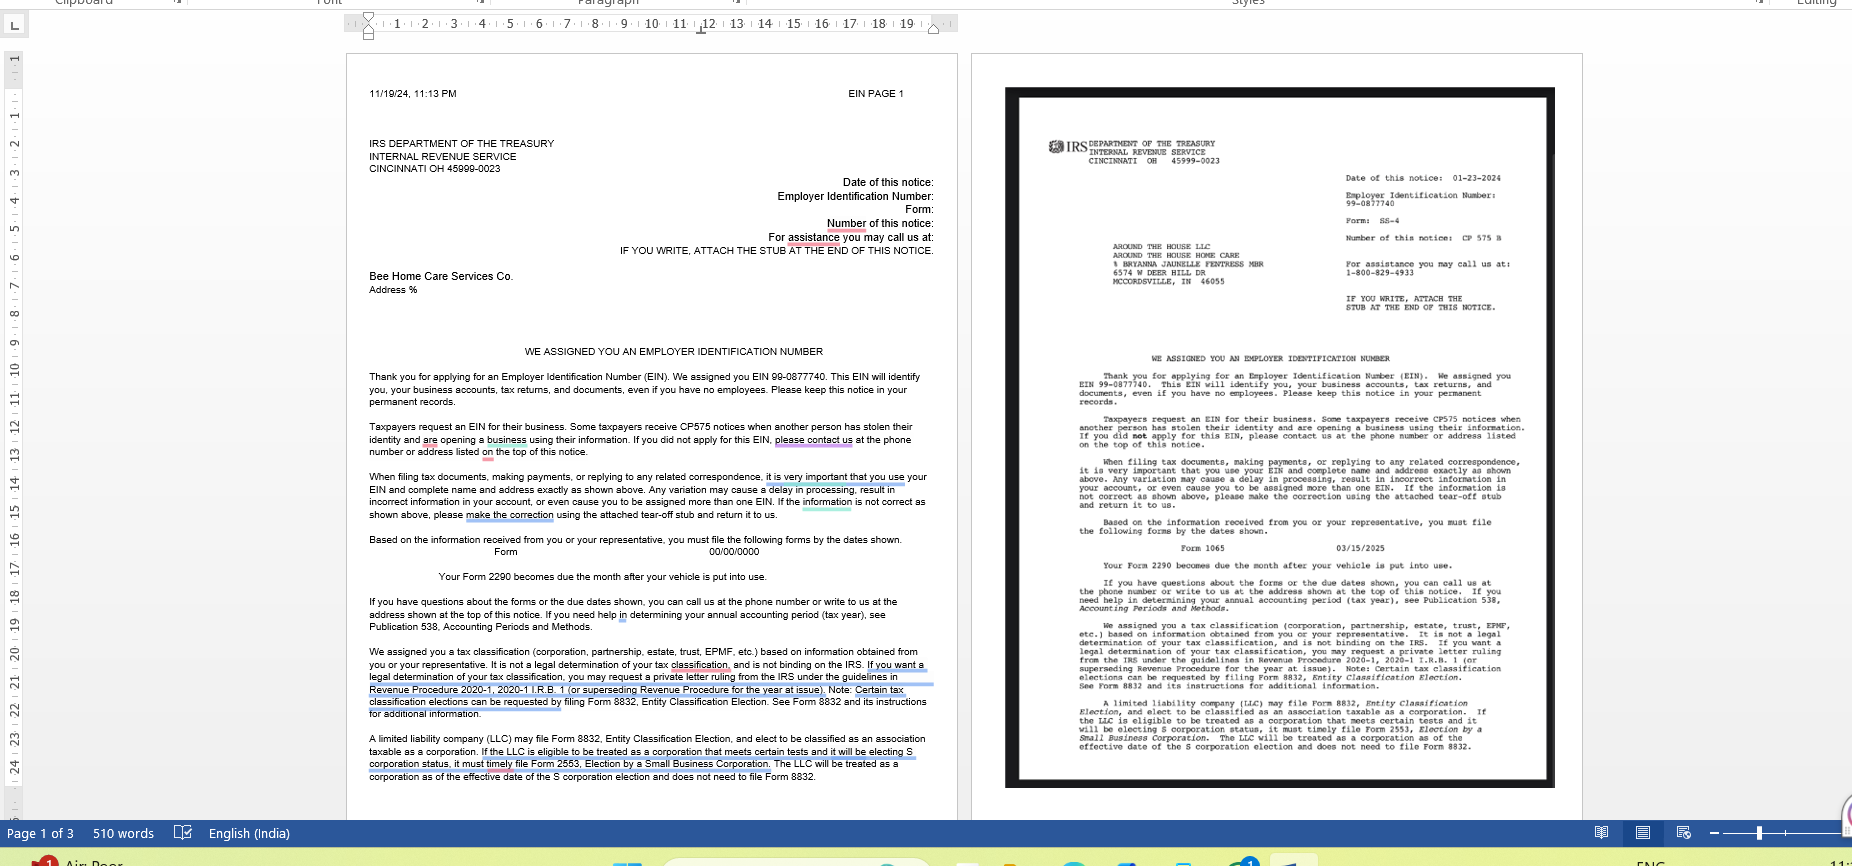 Clipboard
Font
Paragraph
Styles
Editing
1 2 3 4 5 6 7 8 9 10 11 12 13 14 15 16 17 18 19
1
1
2
3
4
5
6
7
8
9
10
11
12
13
14
15
16
17
18
19
20
21
22
23
24
11/19/24, 11:13 PM
EIN PAGE 1
IRS DEPARTMENT OF THE TREASURY
INTERNAL REVENUE SERVICE
CINCINNATI OH 45999-0023
Date of this notice:
Employer Identification Number:
Form:
Number of this notice:
For assistance you may call us at:
IF YOU WRITE, ATTACH THE STUB AT THE END OF THIS NOTICE.
Bee Home Care Services Co.
Address %
WE ASSIGNED YOU AN EMPLOYER IDENTIFICATION NUMBER
Thank you for applying for an Employer Identification Number (EIN). We assigned you EIN 99-0877740. This EIN will identify
you, your business accounts, tax returns, and documents, even if you have no employees. Please keep this notice in your
permanent records.
Taxpayers request an EIN for their business. Some taxpayers receive CP575 notices when another person has stolen their
identity and are opening a business using their information. If you did not apply for this EIN, please contact us at the phone
number or address listed on the top of this notice.
When filing tax documents, making payments, or replying to any related correspondence, it is very important that you use your
EIN and complete name and address exactly as shown above. Any variation may cause a delay in processing, result in
incorrect information in your account, or even cause you to be assigned more than one EIN. If the information is not correct as
shown above, please make the correction using the attached tear-off stub and return it to us.
Based on the information received from you or your representative, you must file the following forms by the dates shown.
Form 00/00/0000
Your Form 2290 becomes due the month after your vehicle is put into use.
If you have questions about the forms or the due dates shown, you can call us at the phone number or write to us at the
address shown at the top of this notice. If you need help in determining your annual accounting period (tax year), see
Publication 538, Accounting Periods and Methods.
We assigned you a tax classification (corporation, partnership, estate, trust, EPMF, etc.) based on information obtained from
you or your representative. It is not a legal determination of your tax classification, and is not binding on the IRS. If you want a
legal determination of your tax classification, you may request a private letter ruling from the IRS under the guidelines in
Revenue Procedure 2020-1, 2020-1 I.R.B. 1 (or superseding Revenue Procedure for the year at issue). Note: Certain tax
classification elections can be requested by filing Form 8832, Entity Classification Election. See Form 8832 and its instructions
for additional information.
A limited liability company (LLC) may file Form 8832, Entity Classification Election, and elect to be classified as an association
taxable as a corporation. If the LLC is eligible to be treated as a corporation that meets certain tests and it will be electing S
corporation status, it must timely file Form 2553, Election by a Small Business Corporation. The LLC will be treated as a
corporation as of the effective date of the S corporation election and does not need to file Form 8832.
IRS DEPARTMENT OF THE TREASURY
INTERNAL REVENUE SERVICE
CINCINNATI OH 45999-0023
Date of this notice: 01-23-2024
Employer Identification Number:
99-0877740
Form: SS-4
Number of this notice: CP 575 B
AROUND THE HOUSE LLC
AROUND THE HOUSE HOME CARE
% BRYANNA JAUNELLE FENTRESS MBR
6574 W DEER HILL DR
MCCORDSVILLE, IN 46055
For assistance you may call us at:
1-800-829-4933
IF YOU WRITE, ATTACH THE
STUB AT THE END OF THIS NOTICE.
WE ASSIGNED YOU AN EMPLOYER IDENTIFICATION NUMBER
Thank you for applying for an Employer Identification Number (EIN). We assigned you
EIN 99-0877740. This EIN will identify you, your business accounts, tax returns, and
documents, even if you have no employees. Please keep this notice in your permanent
records.
Taxpayers request an EIN for their business. Some taxpayers receive CP575 notices when
another person has stolen their identity and are opening a business using their information.
If you did not apply for this EIN, please contact us at the phone number or address listed
on the top of this notice.
When filing tax documents, making payments, or replying to any related correspondence,
it is very important that you use your EIN and complete name and address exactly as shown
above. Any variation may cause a delay in processing, result in incorrect information in
your account, or even cause you to be assigned more than one EIN. If the information is
not correct as shown above, please make the correction using the attached tear-off stub
and return it to us.
Based on the information received from you or your representative, you must file
the following forms by the dates shown.
Form 1065 03/15/2025
Your Form 2290 becomes due the month after your vehicle is put into use.
If you have questions about the forms or the due dates shown, you can call us at
the phone number or write to us at the address shown at the top of this notice. If you
need help in determining your annual accounting period (tax year), see Publication 538,
Accounting Periods and Methods.
We assigned you a tax classification (corporation, partnership, estate, trust, EPMF,
etc.) based on information obtained from you or your representative. It is not a legal
determination of your tax classification, and is not binding on the IRS. If you want a
legal determination of your tax classification, you may request a private letter ruling
from the IRS under the guidelines in Revenue Procedure 2020-1, 2020-1 I.R.B. 1 (or
superseding Revenue Procedure for the year at issue). Note: Certain tax classification
elections can be requested by filing Form 8832, Entity Classification Election.
See Form 8832 and its instructions for additional information.
A limited liability company (LLC) may file Form 8832, Entity Classification
Election, and elect to be classified as an association taxable as a corporation. If
the LLC is eligible to be treated as a corporation that meets certain tests and it
will be electing S corporation status, it must timely file Form 2553, Election by a
Small Business Corporation. The LLC will be treated as a corporation as of the
effective date of the S corporation election and does not need to file Form 8832.
Page 1 of 3 510 words English (India)
1
Air: Poor
1
ENG